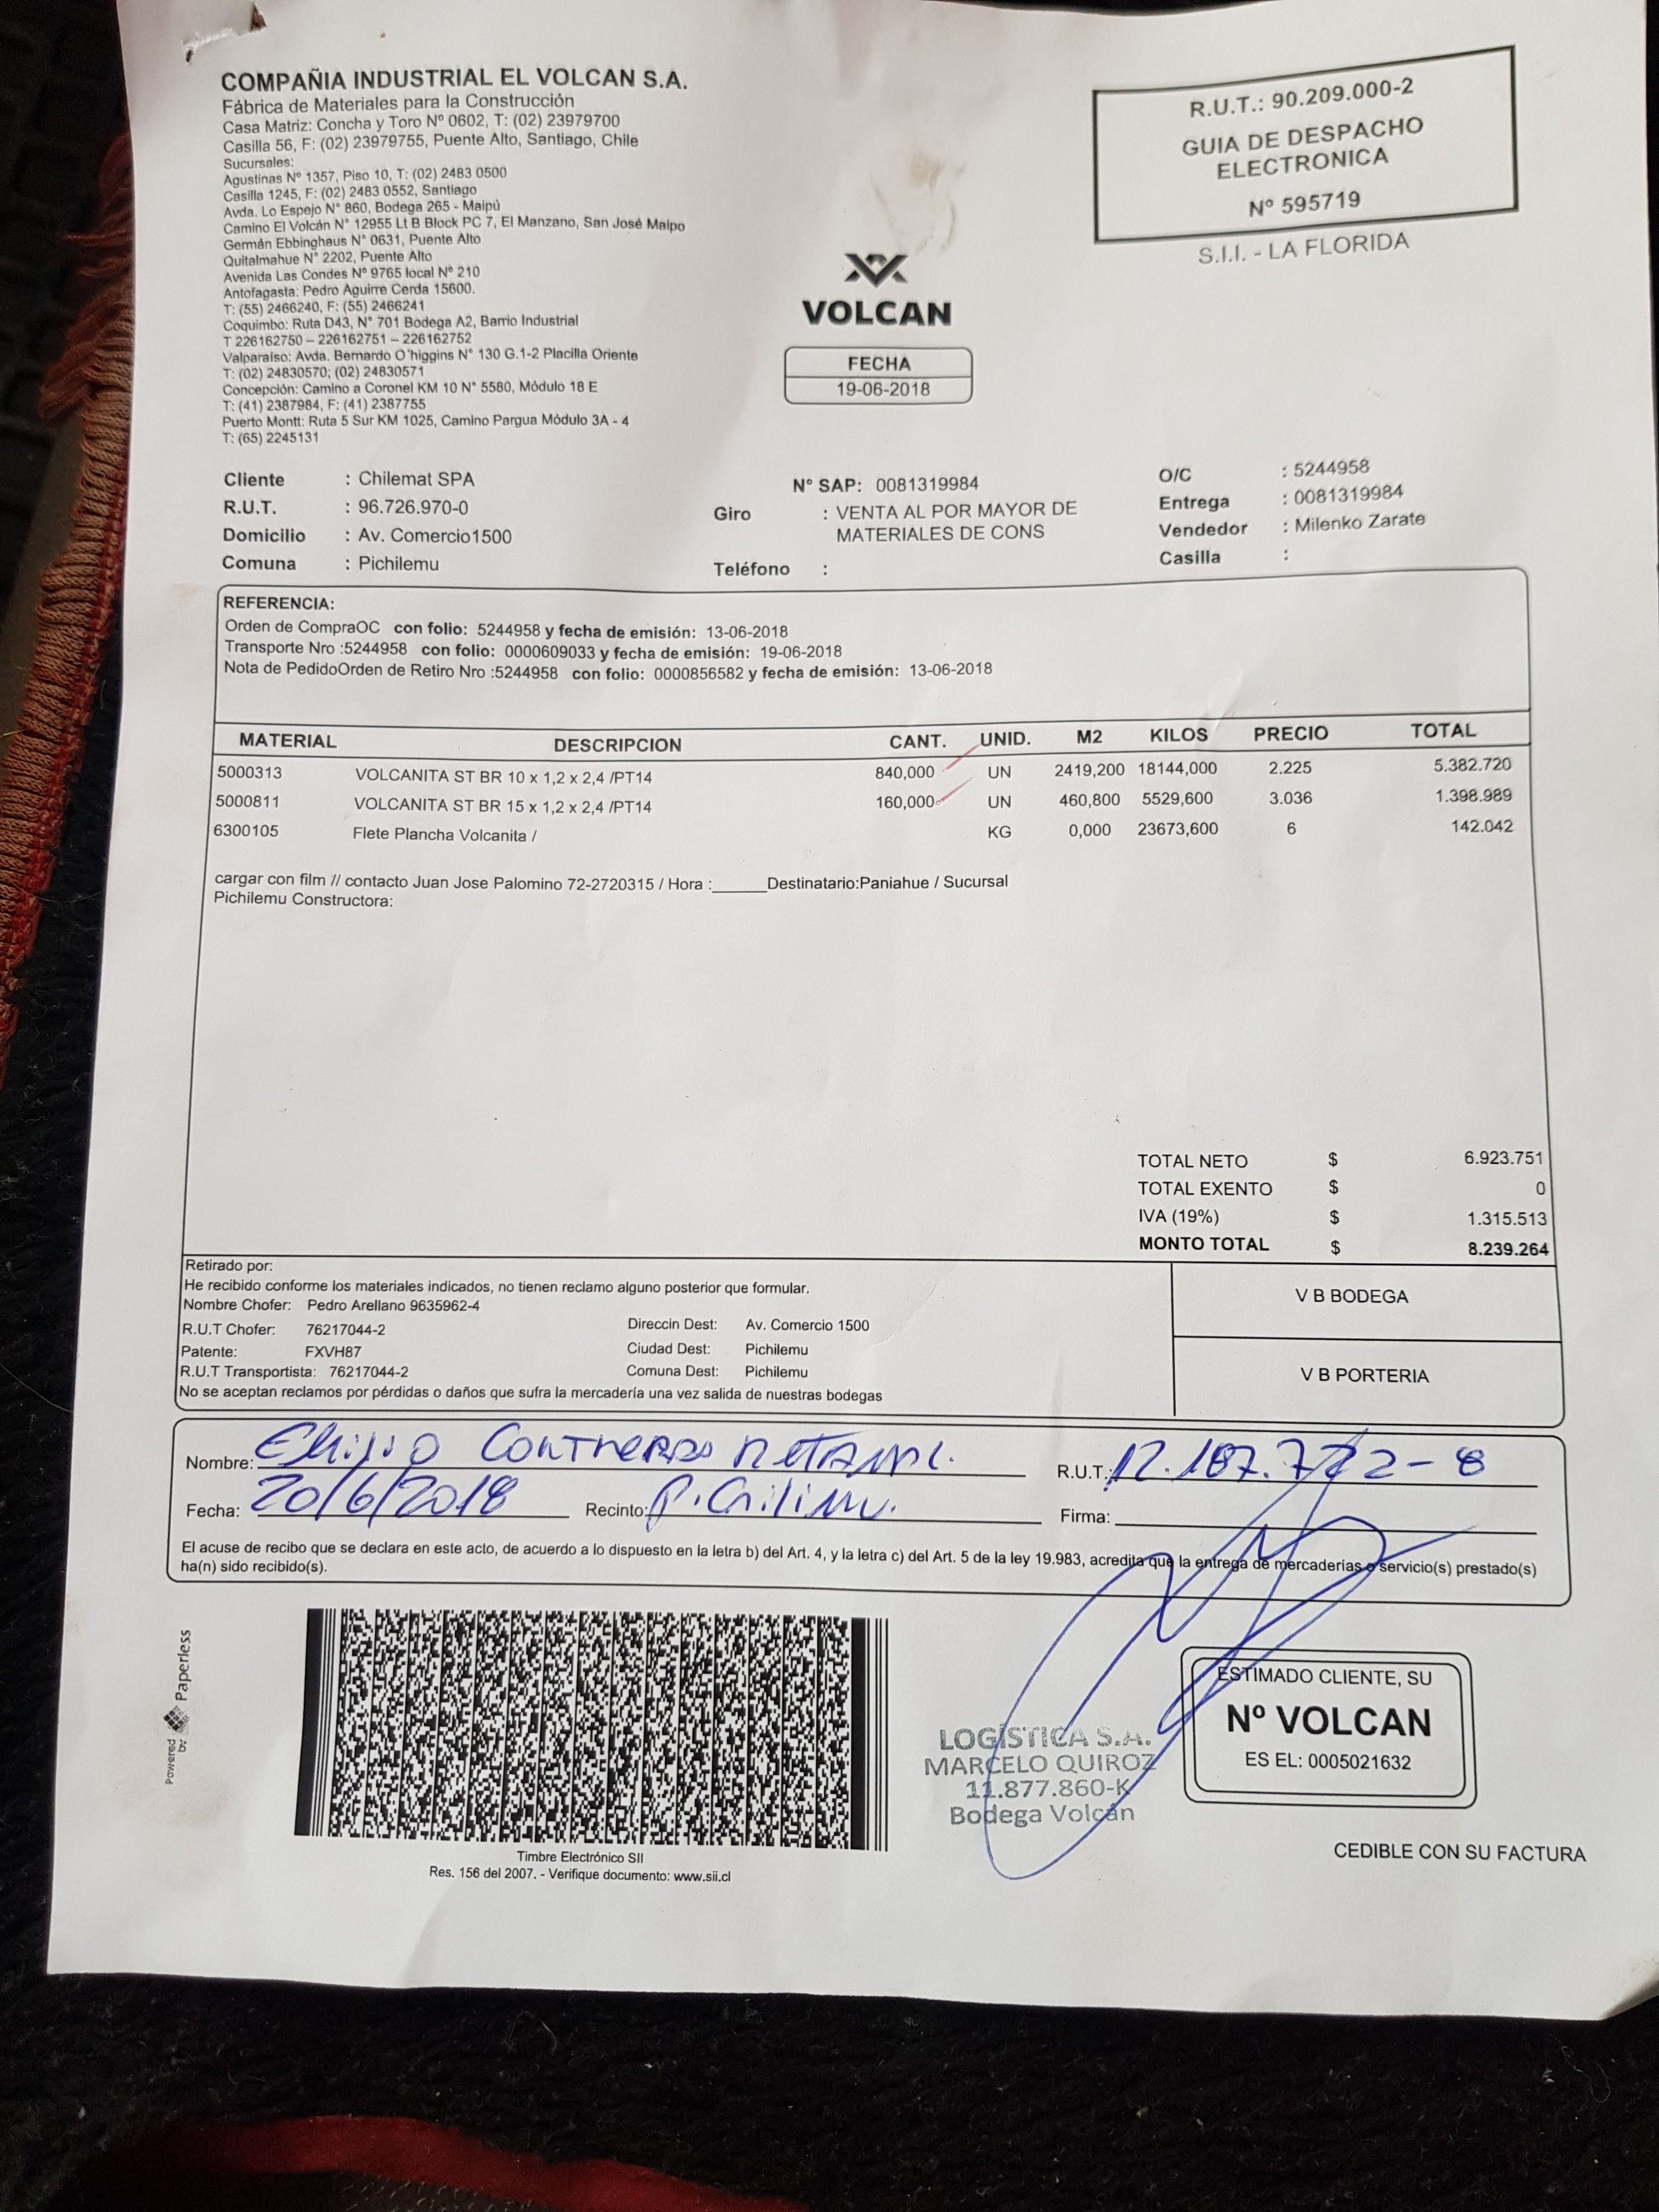 COMPAÑIA INDUSTRIAL EL VOLCAN S.A.
Fábrica de Materiales para la Construcción
Casa Matriz: Concha y Toro Nº 0602, T: (02) 23979700
Casilla 56, F: (02) 23979755, Puente Alto, Santiago, Chile
Sucursales:
Agustinas Nº 1357, Piso 10, T: (02) 2483 0500
Casilla 1245, F: (02) 2483 0552, Santiago
Avda. Lo Espejo N° 860, Bodega 265 - Maipú
Camino El Volcán N° 12955 Lt B Block PC 7, El Manzano, San José Maipo
Germán Ebbinghaus N° 0631, Puente Alto
Quitalmahue N° 2202, Puente Alto
Avenida Las Condes Nº 9765 local Nº 210
Antofagasta: Pedro Aguirre Cerda 15600.
T: (55) 2466240, F: (55) 2466241
Coquimbo: Ruta D43, N° 701 Bodega A2, Barrio Industrial
T 226162750 – 226162751 – 226162752
Valparaíso: Avda. Bernardo O'higgins N° 130 G.1-2 Placilla Oriente
T: (02) 24830570; (02) 24830571
Concepción: Camino a Coronel KM 10 N° 5580, Módulo 18 E
T: (41) 2387984, F: (41) 2387755
Puerto Montt: Ruta 5 Sur KM 1025, Camino Pargua Módulo 3A - 4
T: (65) 2245131
R.U.T.: 90.209.000-2
GUIA DE DESPACHO
ELECTRONICA
Nº 595719
S.I.I. - LA FLORIDA
VOLCAN
FECHA
19-06-2018
Cliente : Chilemat SPA
R.U.T. : 96.726.970-0
Domicilio : Av. Comercio1500
Comuna : Pichilemu
N° SAP: 0081319984
Giro : VENTA AL POR MAYOR DE
MATERIALES DE CONS
Teléfono :
O/C : 5244958
Entrega : 0081319984
Vendedor : Milenko Zarate
Casilla :
REFERENCIA:
Orden de CompraOC con folio: 5244958 y fecha de emisión: 13-06-2018
Transporte Nro :5244958 con folio: 0000609033 y fecha de emisión: 19-06-2018
Nota de PedidoOrden de Retiro Nro :5244958 con folio: 0000856582 y fecha de emisión: 13-06-2018
MATERIAL DESCRIPCION CANT. UNID. M2 KILOS PRECIO TOTAL
5000313 VOLCANITA ST BR 10 x 1,2 x 2,4 /PT14 840,000 UN 2419,200 18144,000 2.225 5.382.720
5000811 VOLCANITA ST BR 15 x 1,2 x 2,4 /PT14 160,000 UN 460,800 5529,600 3.036 1.398.989
6300105 Flete Plancha Volcanita / KG 0,000 23673,600 6 142.042
cargar con film // contacto Juan Jose Palomino 72-2720315 / Hora :______Destinatario:Paniahue / Sucursal
Pichilemu Constructora:
TOTAL NETO $ 6.923.751
TOTAL EXENTO $ 0
IVA (19%) $ 1.315.513
MONTO TOTAL $ 8.239.264
Retirado por:
He recibido conforme los materiales indicados, no tienen reclamo alguno posterior que formular.
Nombre Chofer: Pedro Arellano 9635962-4
R.U.T Chofer: 76217044-2
Patente: FXVH87
R.U.T Transportista: 76217044-2
Direccin Dest: Av. Comercio 1500
Ciudad Dest: Pichilemu
Comuna Dest: Pichilemu
No se aceptan reclamos por pérdidas o daños que sufra la mercadería una vez salida de nuestras bodegas
V B BODEGA
V B PORTERIA
Nombre: R.U.T.:
Fecha: 20/6/2018 Recinto: Firma:
El acuse de recibo que se declara en este acto, de acuerdo a lo dispuesto en la letra b) del Art. 4, y la letra c) del Art. 5 de la ley 19.983, acredita que la entrega de mercaderías o servicio(s) prestado(s)
ha(n) sido recibido(s).
Powered by Paperless
Timbre Electrónico SII
Res. 156 del 2007. - Verifique documento: www.sii.cl
LOGÍSTICA S.A.
MARCELO QUIROZ
11.877.860-K
Bodega Volcán
ESTIMADO CLIENTE, SU
Nº VOLCAN
ES EL: 0005021632
CEDIBLE CON SU FACTURA